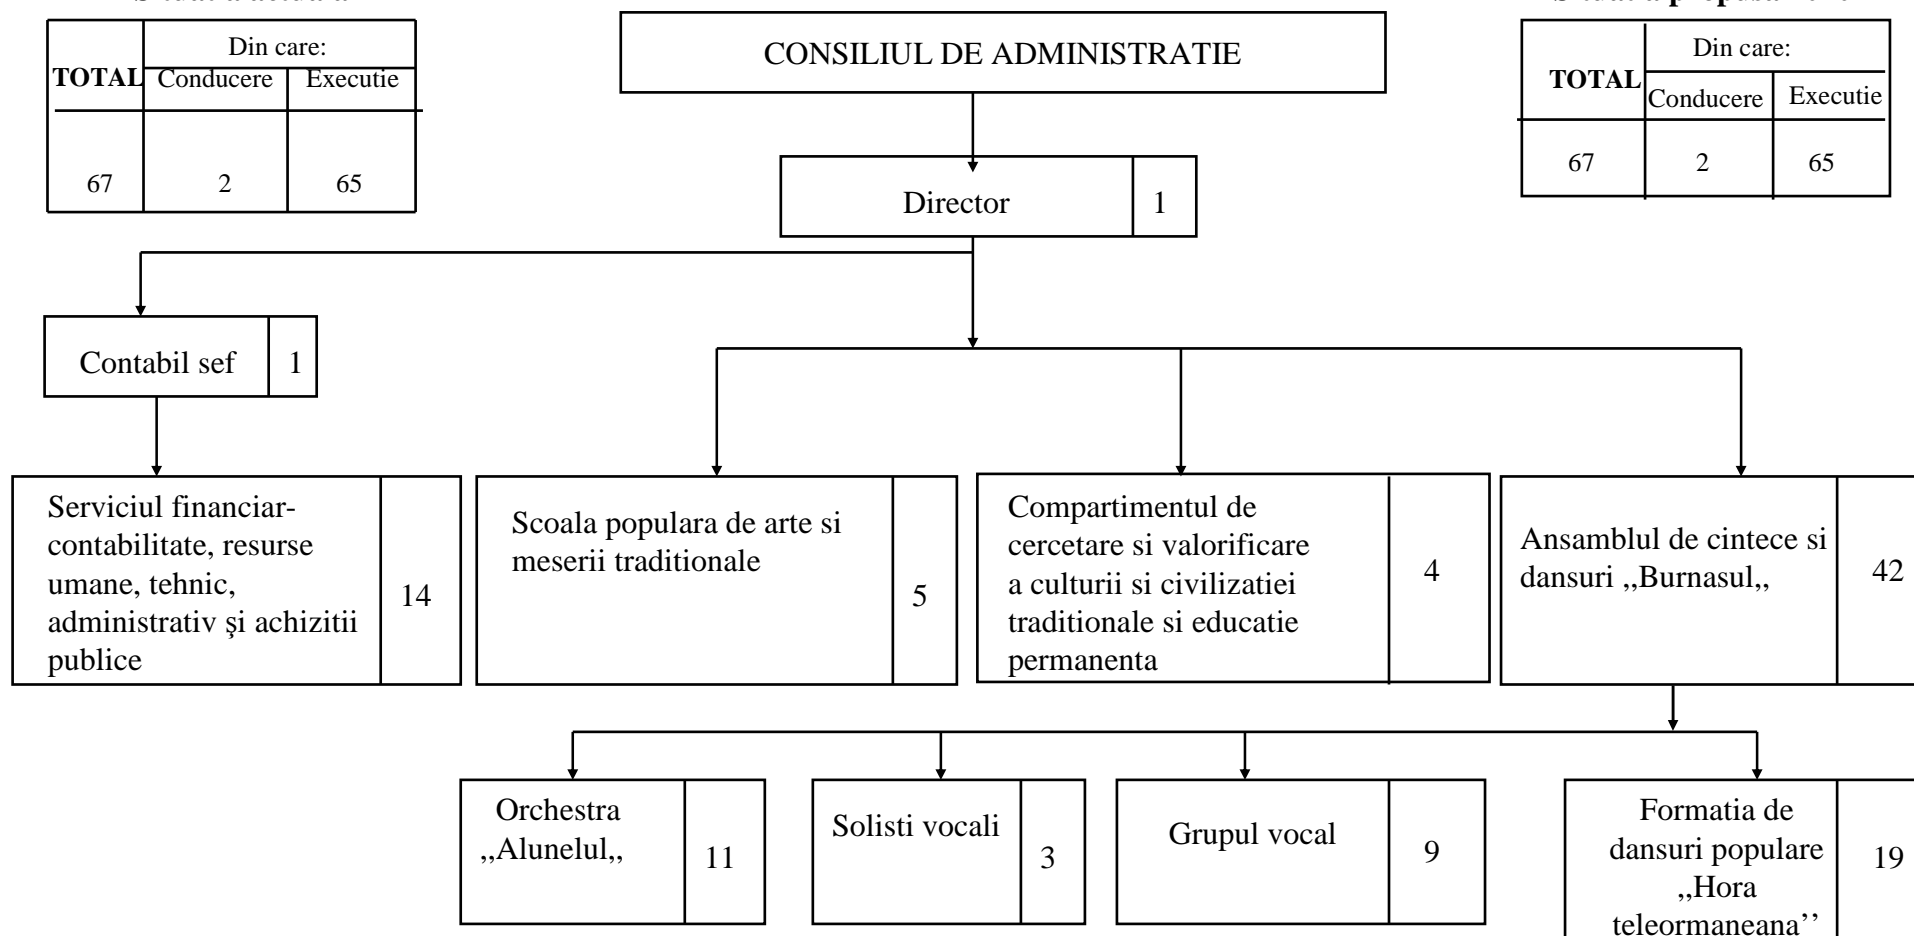 Din care:
TOTAL Conducere Executie
67 2 65
CONSILIUL DE ADMINISTRATIE
Din care:
TOTAL Conducere Executie
67 2 65
Director 1
Contabil sef 1
Serviciul financiar-
contabilitate, resurse
umane, tehnic,
administrativ şi achizitii
publice
14
Scoala populara de arte si
meserii traditionale
5
Compartimentul de
cercetare si valorificare
a culturii si civilizatiei
traditionale si educatie
permanenta
4
Ansamblul de cintece si
dansuri ,,Burnasul,,
42
Orchestra
,,Alunelul,,
11
Solisti vocali
3
Grupul vocal
9
Formatia de
dansuri populare
,,Hora
teleormaneana’’
19